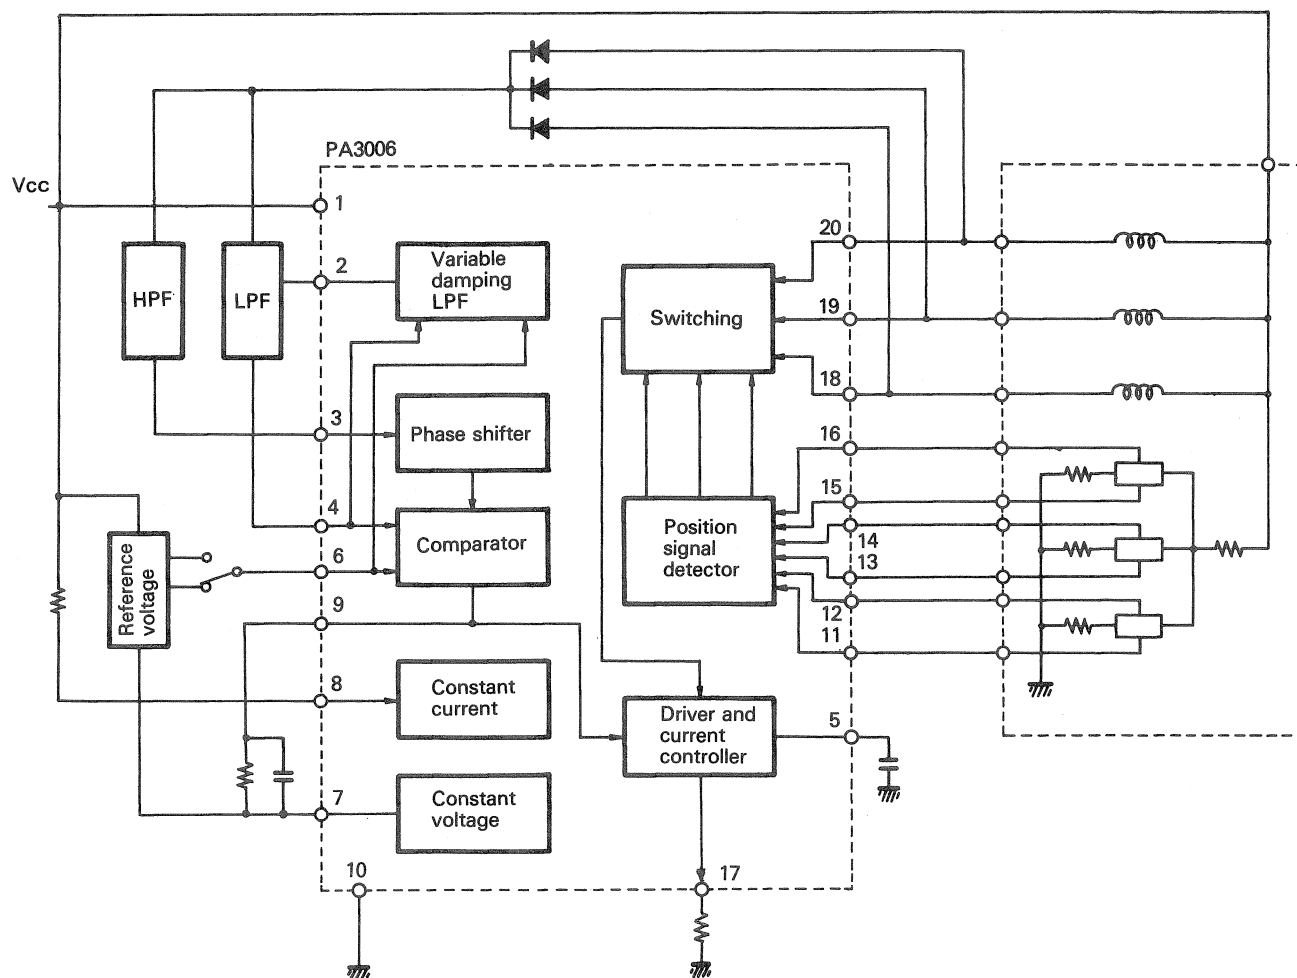 PA3006
Vcc
1
20
2
Variable
damping
LPF
HPF
LPF
Switching
19
18
3
Phase shifter
16
4
15
Comparator
Position
signal
detector
14
13
6
Reference
voltage
9
12
11
8
Constant
current
Driver and
current
controller
5
7
Constant
voltage
10
17